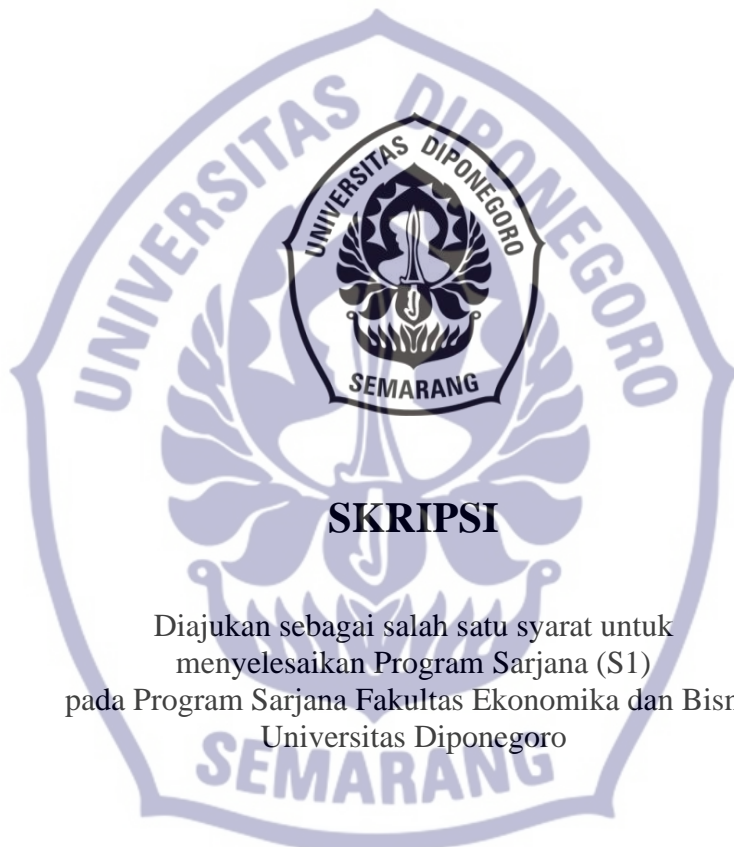 UNIVERSITAS DIPONEGORO
SEMARANG
UNIVERSITAS DIPONEGORO
SEMARANG
SKRIPSI
Diajukan sebagai salah satu syarat untuk
menyelesaikan Program Sarjana (S1)
pada Program Sarjana Fakultas Ekonomika dan Bisn
Universitas Diponegoro